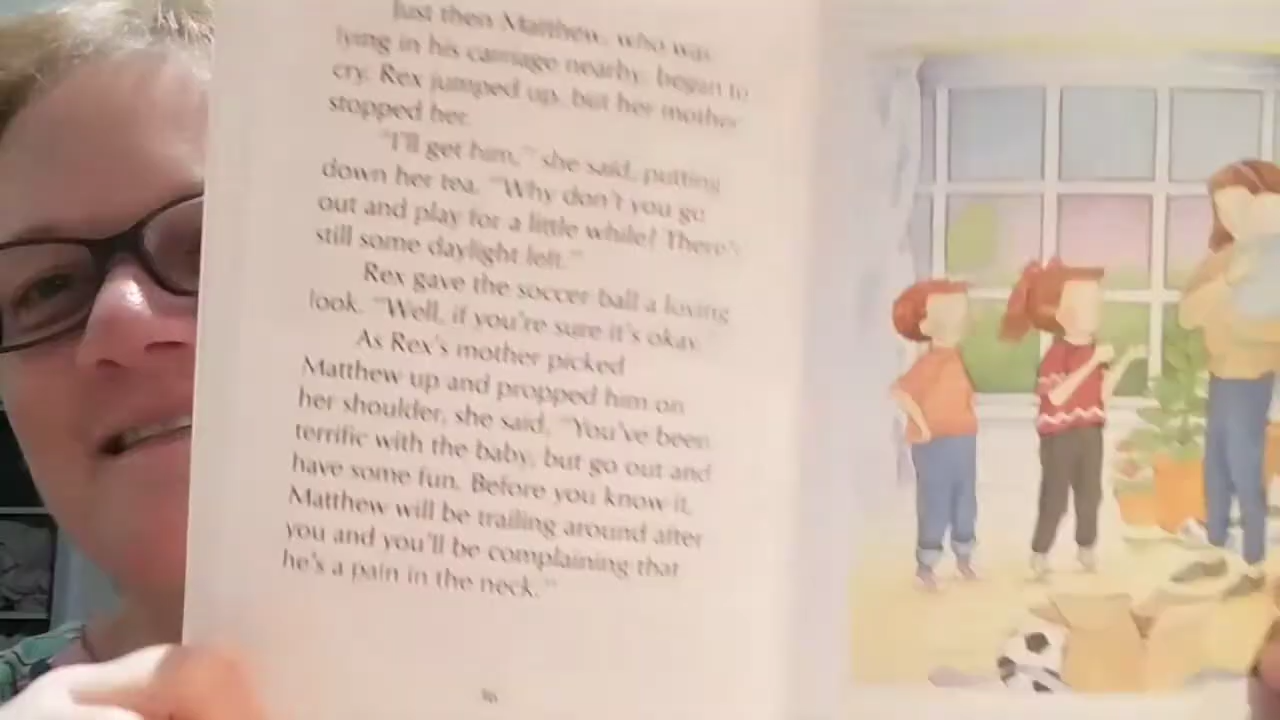 Just then Matthew, who was
lying in his carriage nearby, began to
cry. Rex jumped up, but her mother
stopped her.
"I'll get him," she said, putting
down her tea. "Why don't you go
out and play for a little while? There's
still some daylight left."
Rex gave the soccer ball a loving
look. "Well, if you're sure it's okay."
As Rex's mother picked
Matthew up and propped him on
her shoulder, she said, "You've been
terrific with the baby, but go out and
have some fun. Before you know it,
Matthew will be trailing around after
you and you'll be complaining that
he's a pain in the neck."